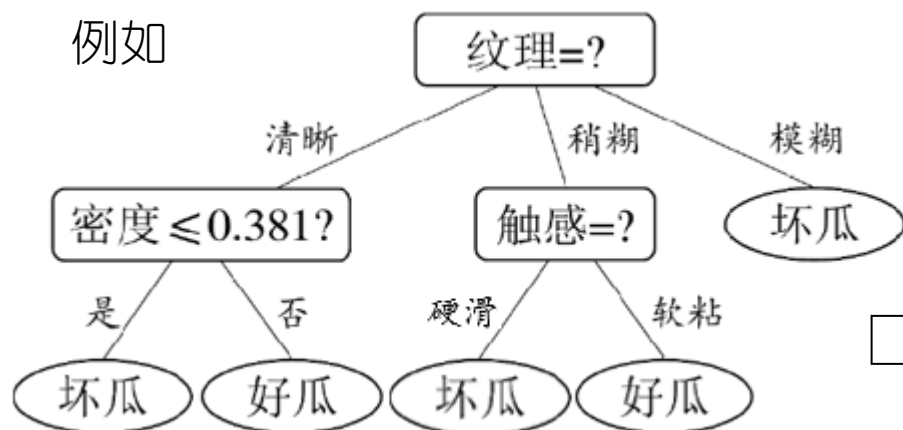 例如
纹理=?
清晰 稍糊 模糊
密度≤0.381? 触感=? 坏瓜
是 否 硬滑 软粘
坏瓜 好瓜 坏瓜 好瓜